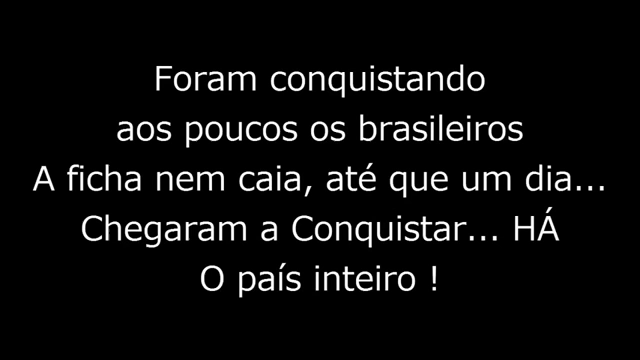 Foram conquistando
aos poucos os brasileiros
A ficha nem caia, até que um dia...
Chegaram a Conquistar... HÁ
O país inteiro !